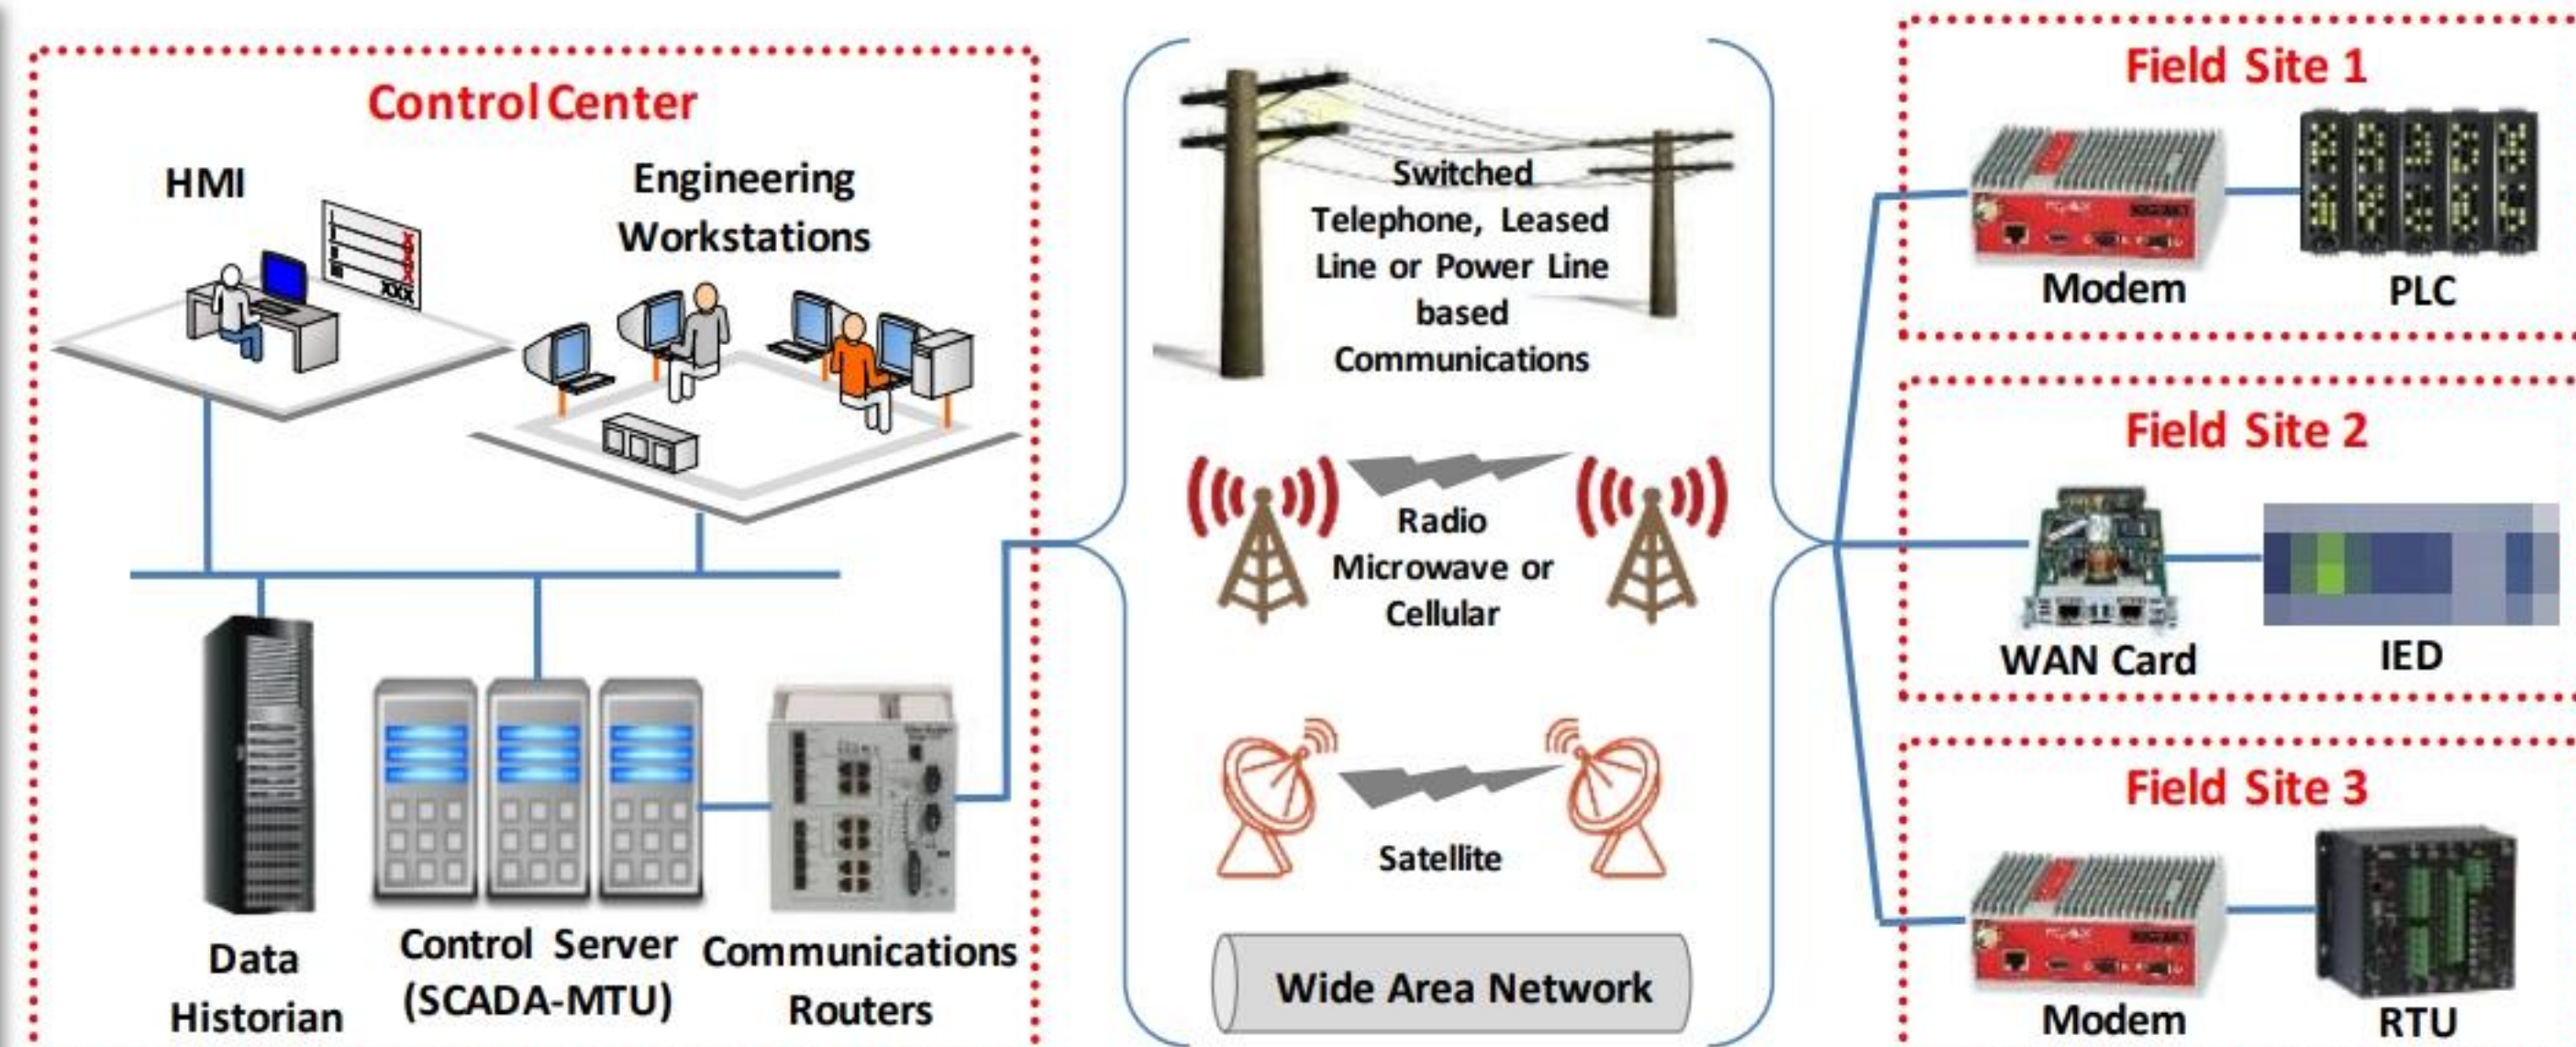 Control Center
HMI
Engineering
Workstations
Data
Historian
Control Server
(SCADA-MTU)
Communications
Routers
Switched
Telephone, Leased
Line or Power Line
based
Communications
Radio
Microwave or
Cellular
Satellite
Wide Area Network
Field Site 1
Modem
PLC
Field Site 2
WAN Card
IED
Field Site 3
Modem
RTU